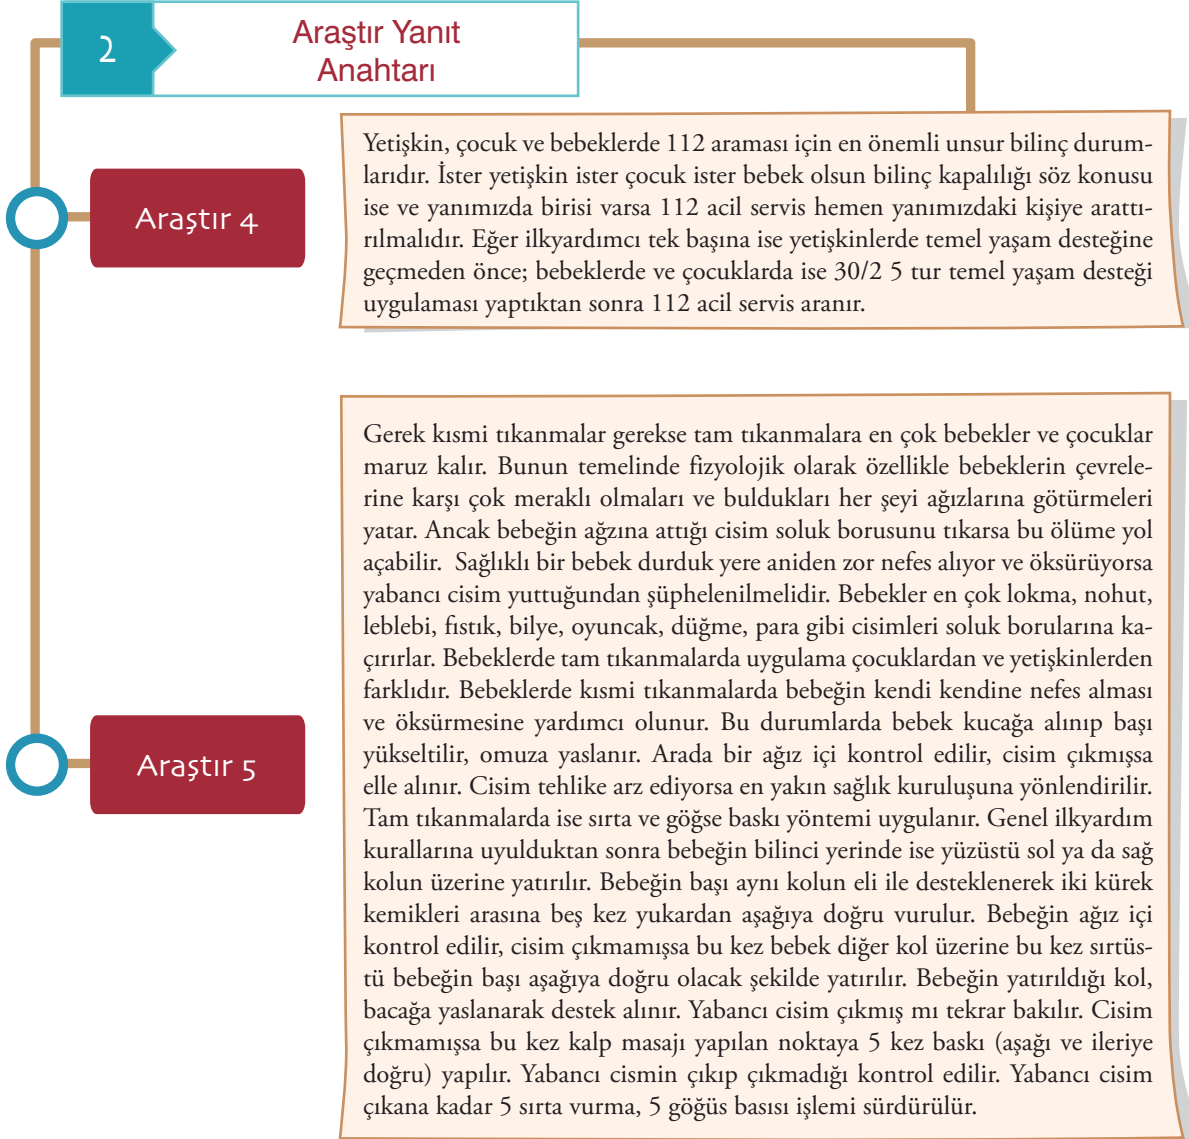 2
Araştır Yanıt
Anahtarı
Araştır 4
Yetişkin, çocuk ve bebeklerde 112 araması için en önemli unsur bilinç durum-
larıdır. İster yetişkin ister çocuk ister bebek olsun bilinç kapalılığı söz konusu
ise ve yanımızda birisi varsa 112 acil servis hemen yanımızdaki kişiye arattı-
rılmalıdır. Eğer ilkyardımcı tek başına ise yetişkinlerde temel yaşam desteğine
geçmeden önce; bebeklerde ve çocuklarda ise 30/2 5 tur temel yaşam desteği
uygulaması yaptıktan sonra 112 acil servis aranır.
Araştır 5
Gerek kısmi tıkanmalar gerekse tam tıkanmalara en çok bebekler ve çocuklar
maruz kalır. Bunun temelinde fizyolojik olarak özellikle bebeklerin çevrele-
rine karşı çok meraklı olmaları ve buldukları her şeyi ağızlarına götürmeleri
yatar. Ancak bebeğin ağzına attığı cisim soluk borusunu tıkarsa bu ölüme yol
açabilir. Sağlıklı bir bebek durduk yere aniden zor nefes alıyor ve öksürüyorsa
yabancı cisim yuttuğundan şüphelenilmelidir. Bebekler en çok lokma, nohut,
leblebi, fıstık, bilye, oyuncak, düğme, para gibi cisimleri soluk borularına ka-
çırırlar. Bebeklerde tam tıkanmalarda uygulama çocuklardan ve yetişkinlerden
farklıdır. Bebeklerde kısmi tıkanmalarda bebeğin kendi kendine nefes alması
ve öksürmesine yardımcı olunur. Bu durumlarda bebek kucağa alınıp başı
yükseltilir, omuza yaslanır. Arada bir ağız içi kontrol edilir, cisim çıkmışsa
elle alınır. Cisim tehlike arz ediyorsa en yakın sağlık kuruluşuna yönlendirilir.
Tam tıkanmalarda ise sırta ve göğse baskı yöntemi uygulanır. Genel ilkyardım
kurallarına uyulduktan sonra bebeğin bilinci yerinde ise yüzüstü sol ya da sağ
kolun üzerine yatırılır. Bebeğin başı aynı kolun eli ile desteklenerek iki kürek
kemikleri arasına beş kez yukardan aşağıya doğru vurulur. Bebeğin ağız içi
kontrol edilir, cisim çıkmamışsa bu kez bebek diğer kol üzerine bu kez sırtüs-
tü bebeğin başı aşağıya doğru olacak şekilde yatırılır. Bebeğin yatırıldığı kol,
bacağa yaslanarak destek alınır. Yabancı cisim çıkmış mı tekrar bakılır. Cisim
çıkmamışsa bu kez kalp masajı yapılan noktaya 5 kez baskı (aşağı ve ileriye
doğru) yapılır. Yabancı cismin çıkıp çıkmadığı kontrol edilir. Yabancı cisim
çıkana kadar 5 sırta vurma, 5 göğüs basısı işlemi sürdürülür.